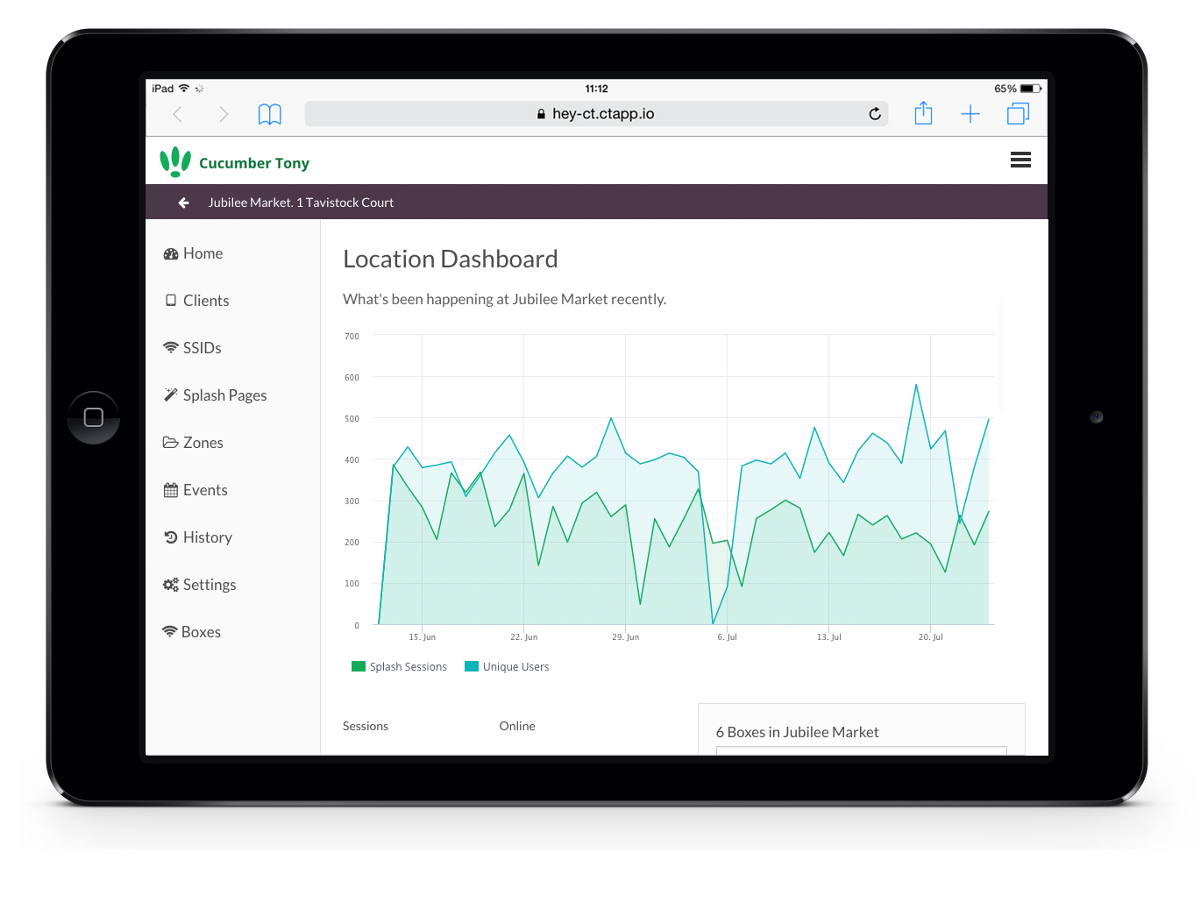 iPad
11:12
65%
hey-ct.ctapp.io
Cucumber Tony
Jubilee Market. 1 Tavistock Court
Home
Clients
SSIDs
Splash Pages
Zones
Events
History
Settings
Boxes
Location Dashboard
What's been happening at Jubilee Market recently.
700
600
500
400
300
200
100
0
15. Jun
22. Jun
29. Jun
6. Jul
13. Jul
20. Jul
Splash Sessions
Unique Users
Sessions
Online
6 Boxes in Jubilee Market